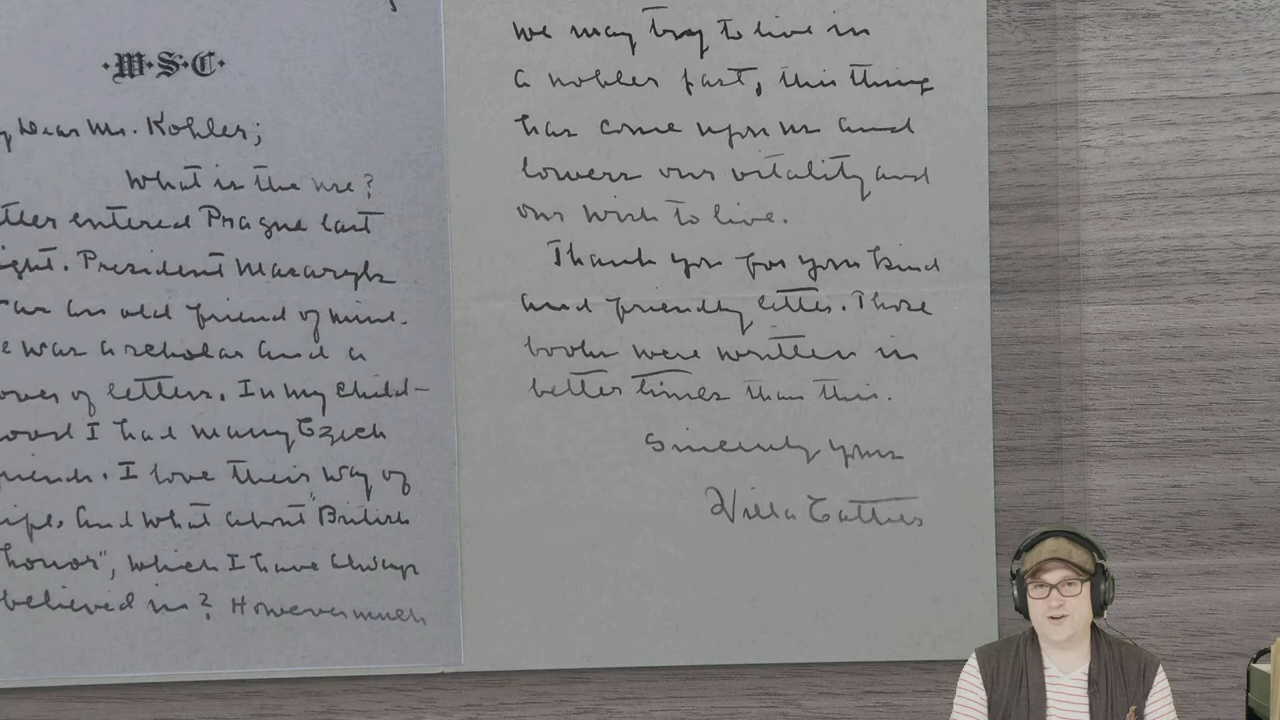 ·W·S·C·
y Dear Mr. Kohler;
What is the use?
tler entered Prague last
ight. President Masaryk
was an old friend of mine.
e was a scholar and a
over of letters. In my child-
ood I had many Czech
riends. I love their way of
ife. And what about "British
honor", which I have always
believed in? However much
we may try to live in
a nobler past, this thing
has come upon us and
lowers our vitality and
our wish to live.
Thank you for your kind
and friendly letter. Those
books were written in
better times than this.
Sincerely yours
Willa Cather